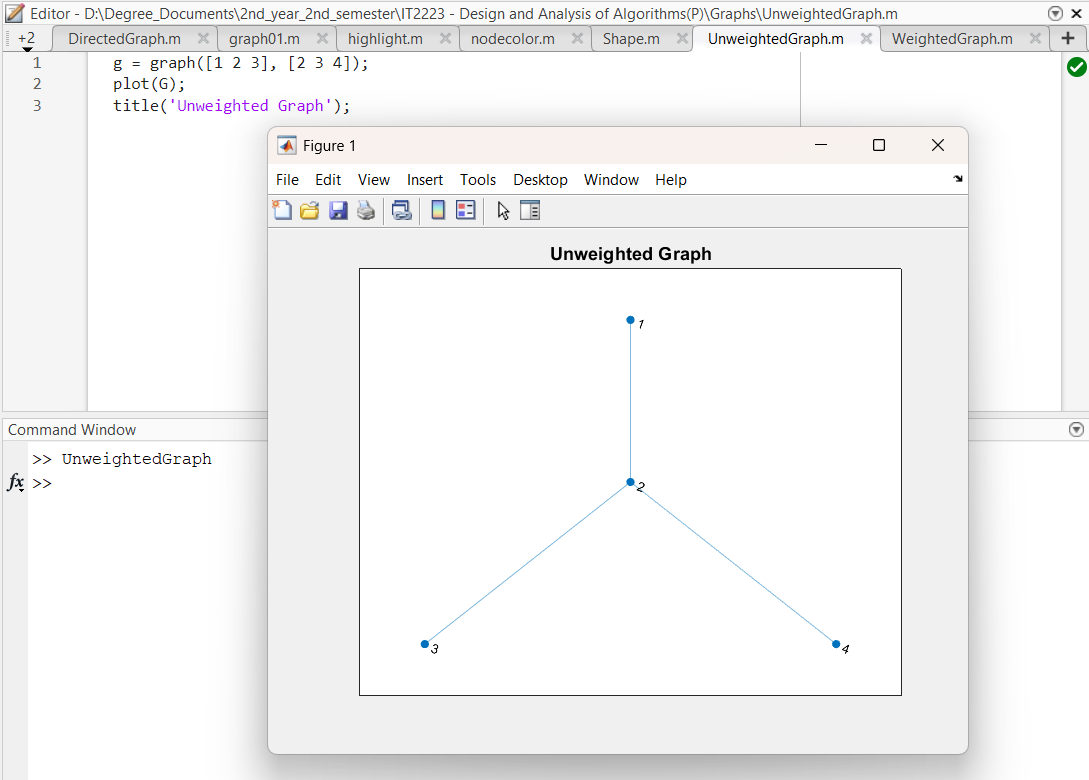 Editor - D:\Degree_Documents\2nd_year_2nd_semester\IT2223 - Design and Analysis of Algorithms(P)\Graphs\UnweightedGraph.m
+2 DirectedGraph.m graph01.m highlight.m nodecolor.m Shape.m UnweightedGraph.m WeightedGraph.m
1 g = graph([1 2 3], [2 3 4]);
2 plot(G);
3 title('Unweighted Graph');
Figure 1
File Edit View Insert Tools Desktop Window Help
Unweighted Graph
1
2
3
4
Command Window
>> UnweightedGraph
fx >>